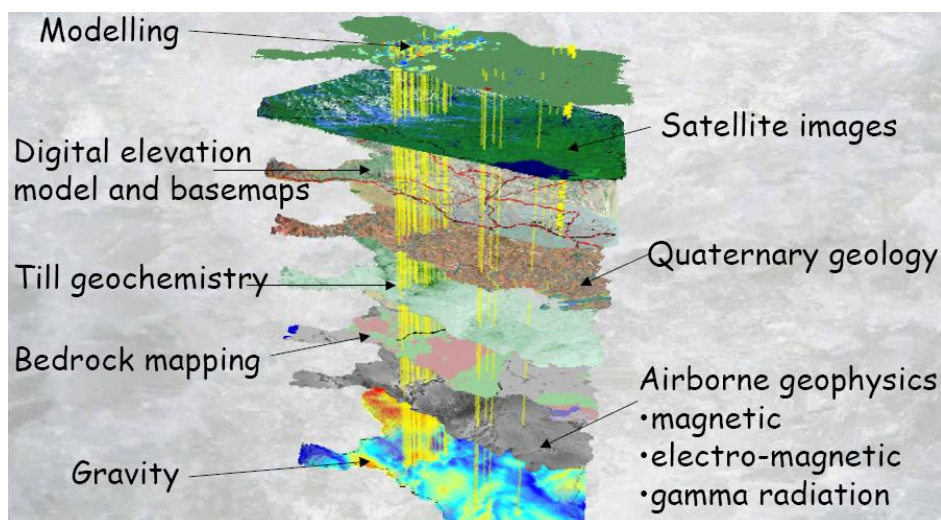 Modelling
Satellite images
Digital elevation
model and basemaps
Quaternary geology
Till geochemistry
Bedrock mapping
Airborne geophysics
•magnetic
•electro-magnetic
•gamma radiation
Gravity